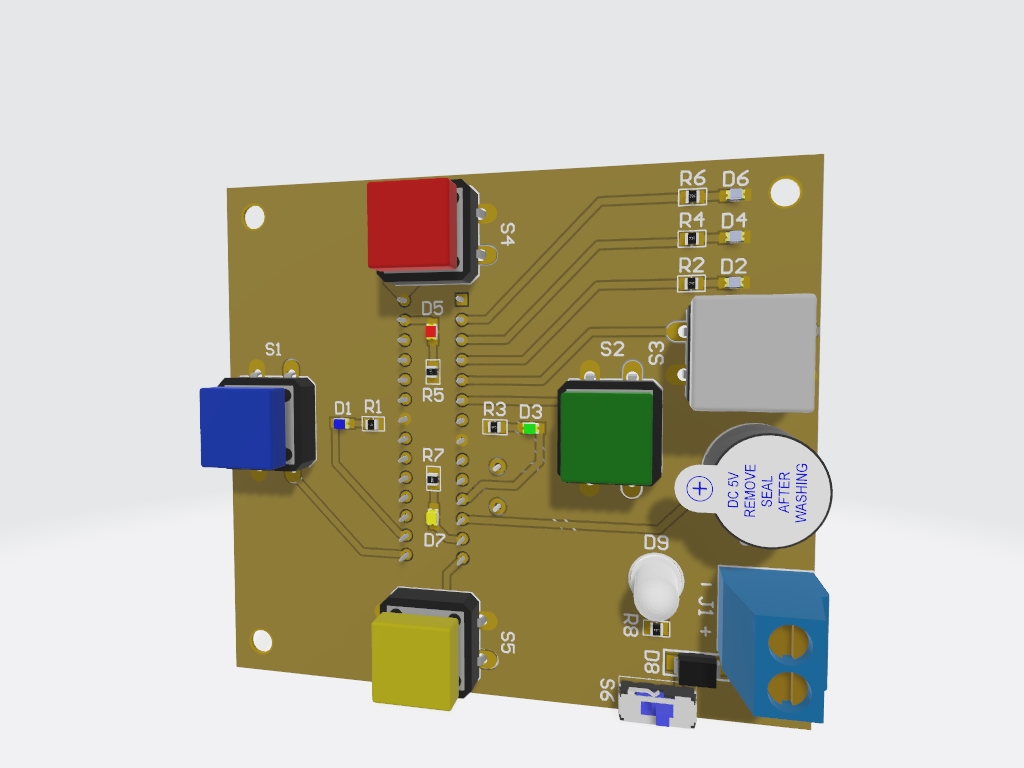 R6 D6
S4
R4 D4
R2 D2
D5
S1
S2
S3
R5
D1 R1
R3 D3
R7
DC 5V
REMOVE
SEAL
AFTER
WASHING
+
D7
D9
- J1 +
R8
D8
S5
S6